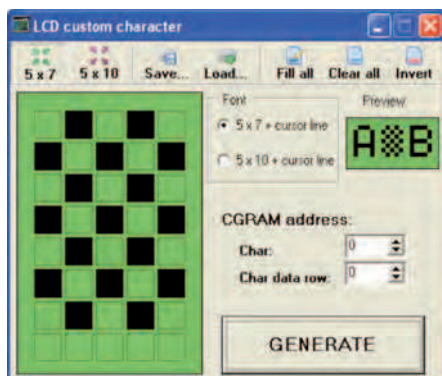 LCD custom character
5 x 7 5 x 10 Save... Load... Fill all Clear all Invert
Font
5 x 7 + cursor line
5 x 10 + cursor line
Preview
A B
CGRAM address:
Char: 0
Char data row: 0
GENERATE